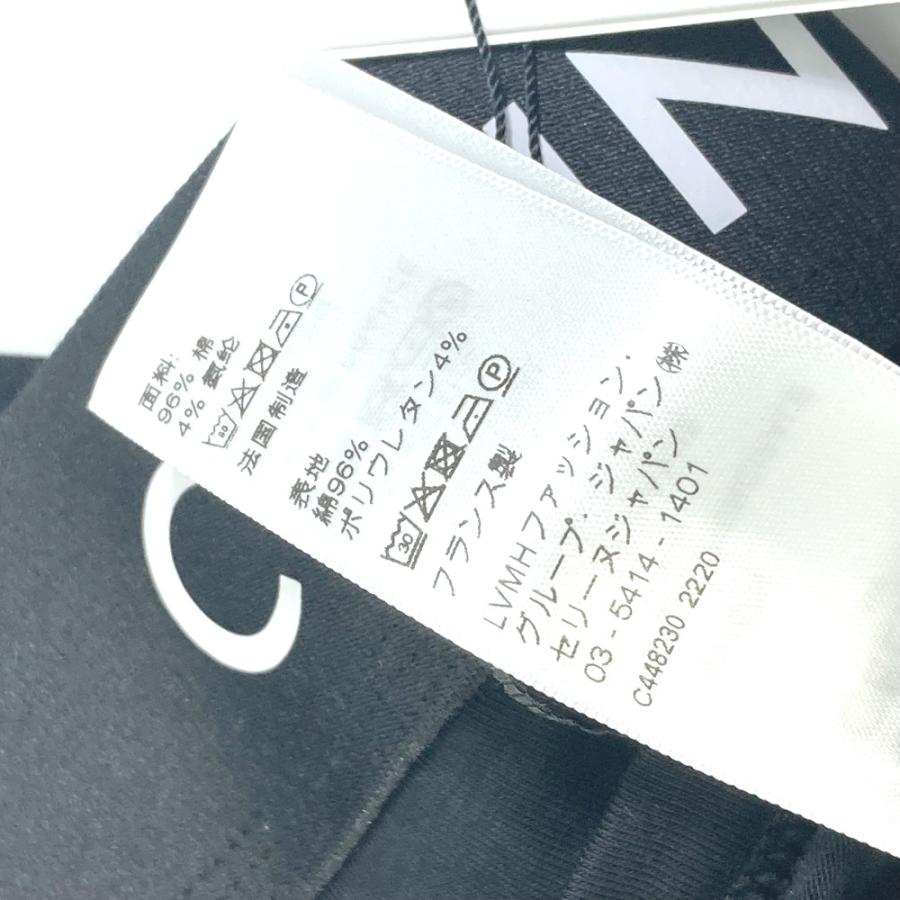 面料:
96% 棉
4% 氨纶
30
P
法国制造
表地
綿96%
ポリウレタン4%
30
P
フランス製
LVMHファッション・
グループ・ジャパン㈱
セリーヌジャパン
03 - 5414 - 1401
C448230 2220
C
N